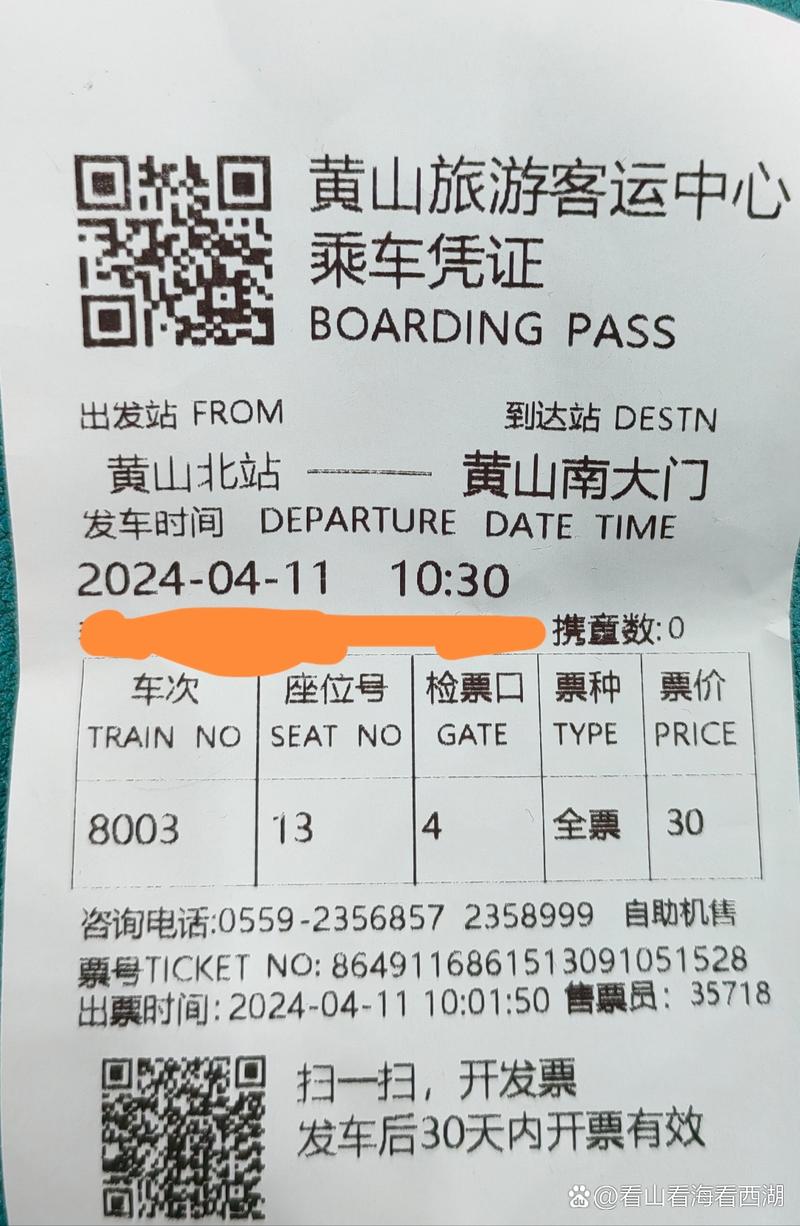 黄山旅游客运中心
乘车凭证
BOARDING PASS
出发站 FROM 到达站 DESTN
黄山北站 —— 黄山南大门
发车时间 DEPARTURE DATE TIME
2024-04-11 10:30
携童数:0
车次 座位号 检票口 票种 票价
TRAIN NO SEAT NO GATE TYPE PRICE
8003 13 4 全票 30
咨询电话:0559-2356857 2358999 自助机售
票号TICKET NO: 8649116861513091051528
出票时间: 2024-04-11 10:01:50 售票员: 35718
扫一扫，开发票
发车后30天内开票有效
Baidu @看山看海看西湖